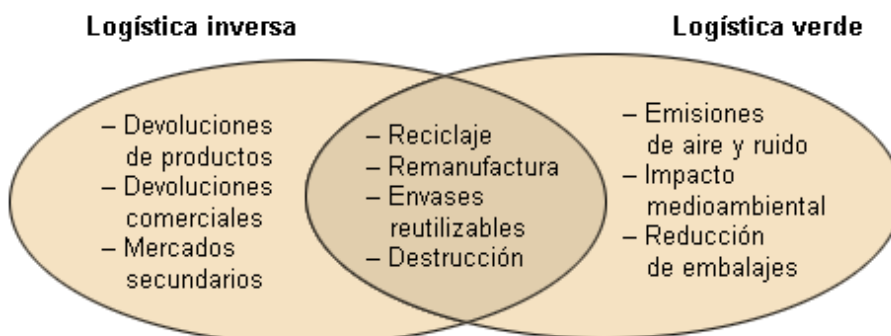 Logística inversa
Logística verde
– Devoluciones
de productos
– Devoluciones
comerciales
– Mercados
secundarios
– Reciclaje
– Remanufactura
– Envases
reutilizables
– Destrucción
– Emisiones
de aire y ruido
– Impacto
medioambiental
– Reducción
de embalajes